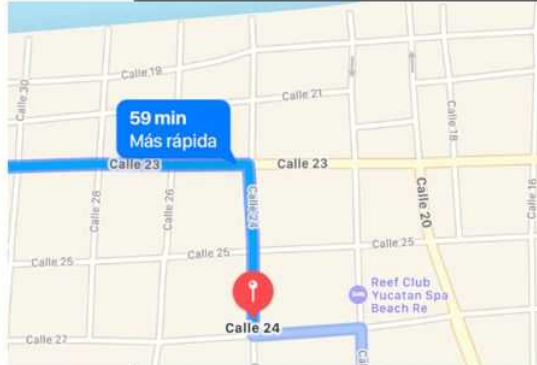 Calle 19
Calle 30
Calle 21
Calle 18
59 min
Más rápida
Calle 23
Calle 23
Calle 28
Calle 26
Calle 24
Calle 20
Calle 16
Calle 25
Calle 25
Calle 25
Reef Club
Yucatan Spa
Beach Re
Calle 24
Calle 27
Call